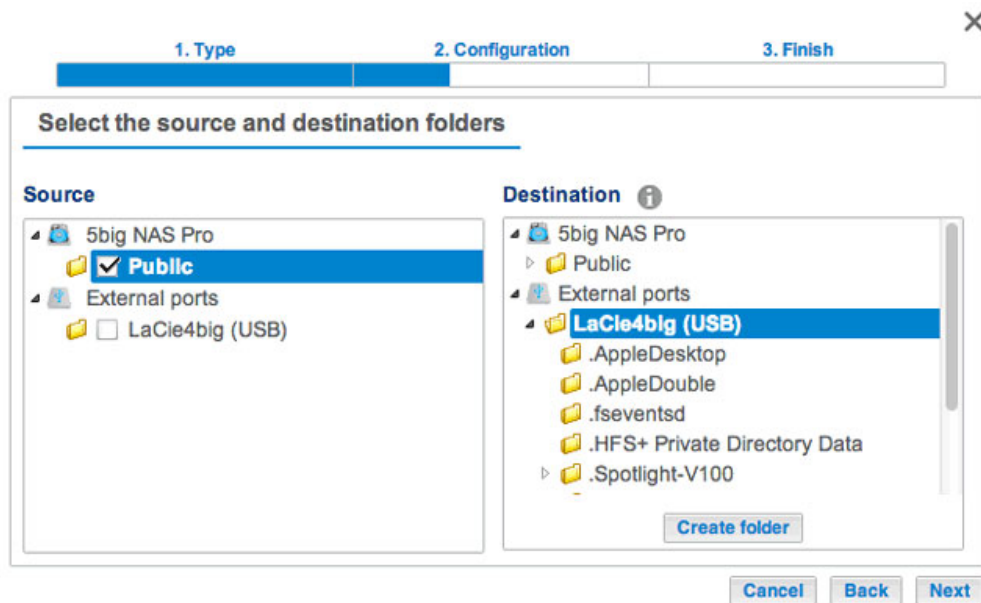 1. Type 2. Configuration 3. Finish
Select the source and destination folders
Source
5big NAS Pro
Public
External ports
LaCie4big (USB)
Destination
5big NAS Pro
Public
External ports
LaCie4big (USB)
.AppleDesktop
.AppleDouble
.fseventsd
.HFS+ Private Directory Data
.Spotlight-V100
Create folder
Cancel Back Next